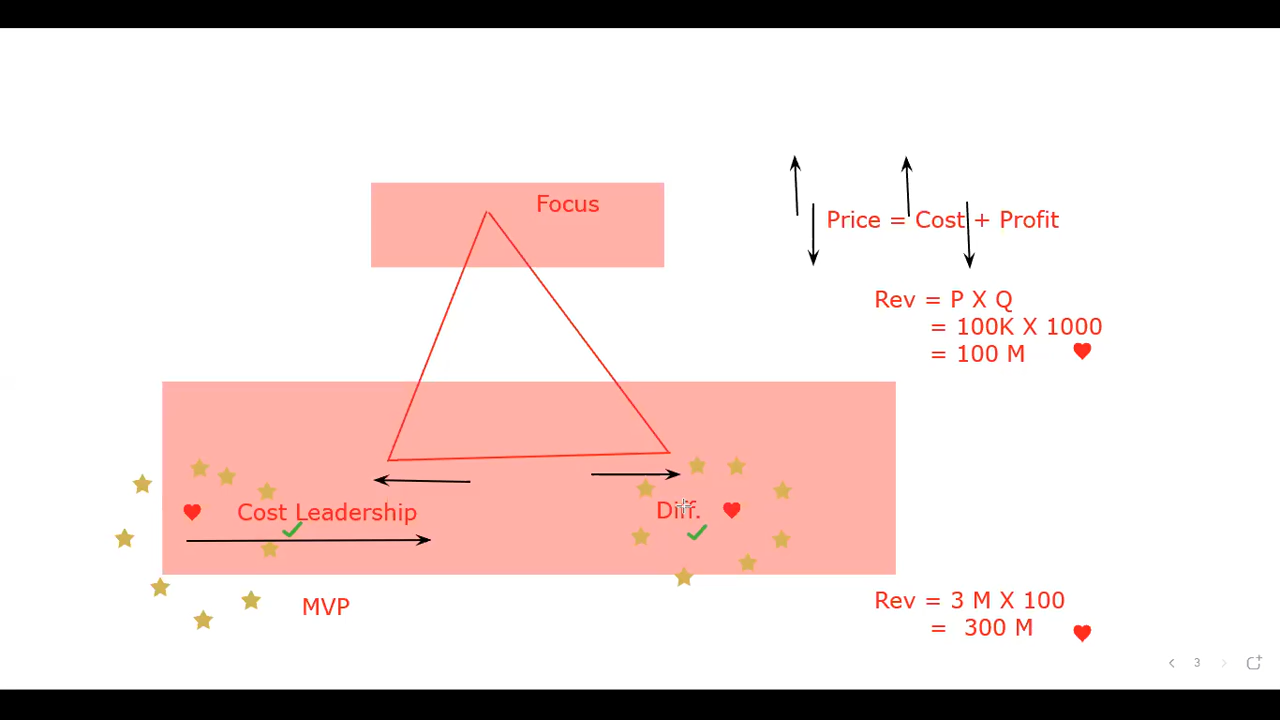 Focus
Price = Cost + Profit
Rev = P X Q
= 100K X 1000
= 100 M
Cost Leadership
Diff.
MVP
Rev = 3 M X 100
= 300 M
3